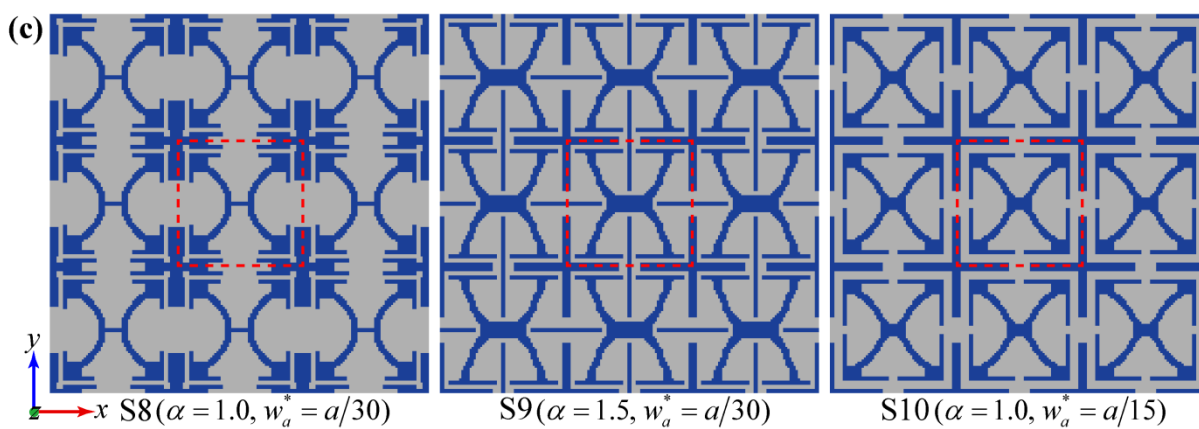 (c)
y
z
x
S8(α = 1.0, w*a = a/30)
S9(α = 1.5, w*a = a/30)
S10(α = 1.0, w*a = a/15)